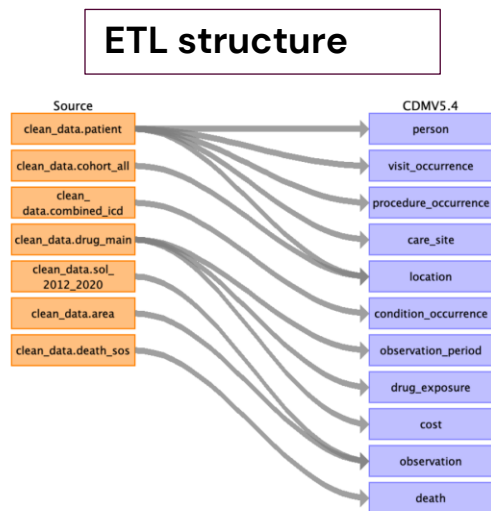 ETL structure
Source
CDMV5.4
clean_data.patient
person
clean_data.cohort_all
visit_occurrence
clean_
data.combined_icd
procedure_occurrence
clean_data.drug_main
care_site
clean_data.sol_
2012_2020
location
clean_data.area
condition_occurrence
clean_data.death_sos
observation_period
drug_exposure
cost
observation
death